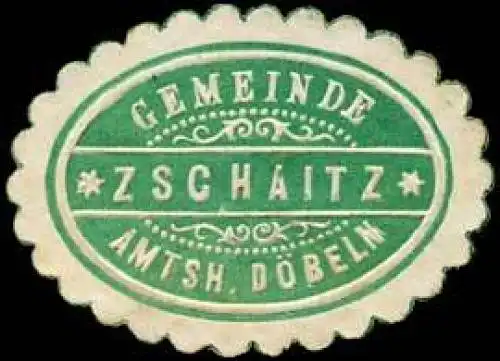 GEMEINDE
* ZSCHAITZ *
AMTSH. DÖBELN